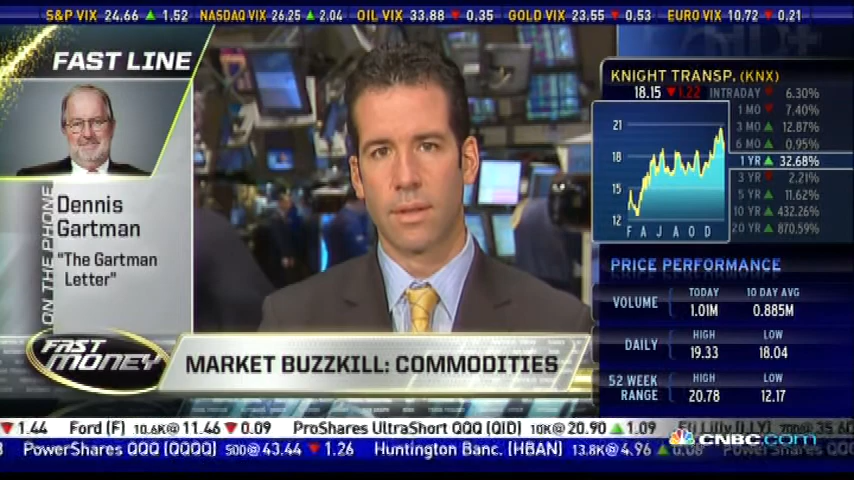 S&P VIX 24.66 ▲ 1.52 NASDAQ VIX 26.25 ▲ 2.04 OIL VIX 33.88 ▼ 0.35 GOLD VIX 23.55 ▼ 0.53 EURO VIX 10.72 ▼ 0.21
FAST LINE
ON THE PHONE
Dennis
Gartman
"The Gartman
Letter"
FAST
MONEY
MARKET BUZZKILL: COMMODITIES
KNIGHT TRANSP. (KNX)
18.15 ▼ 1.22
INTRADAY ▼ 6.30%
1 MO ▼ 7.40%
3 MO ▲ 12.87%
6 MO ▲ 0.95%
1 YR ▲ 32.68%
3 YR ▼ 2.21%
5 YR ▲ 11.62%
10 YR ▲ 432.26%
20 YR ▲ 870.59%
21
18
15
12
F A J A O D
PRICE PERFORMANCE
VOLUME
TODAY 10 DAY AVG
1.01M 0.885M
DAILY
HIGH LOW
19.33 18.04
52 WEEK
RANGE
HIGH LOW
20.78 12.17
▼ 1.44 Ford (F) 10.6K@ 11.46 ▼ 0.09 ProShares UltraShort QQQ (QID) 10K@ 20.90 ▲ 1.09
CNBC.com
PowerShares QQQ (QQQQ) 500@ 43.44 ▼ 1.26 Huntington Banc. (HBAN) 13.8K@ 4.96 ▲ 0.08 PowerShares QQQ